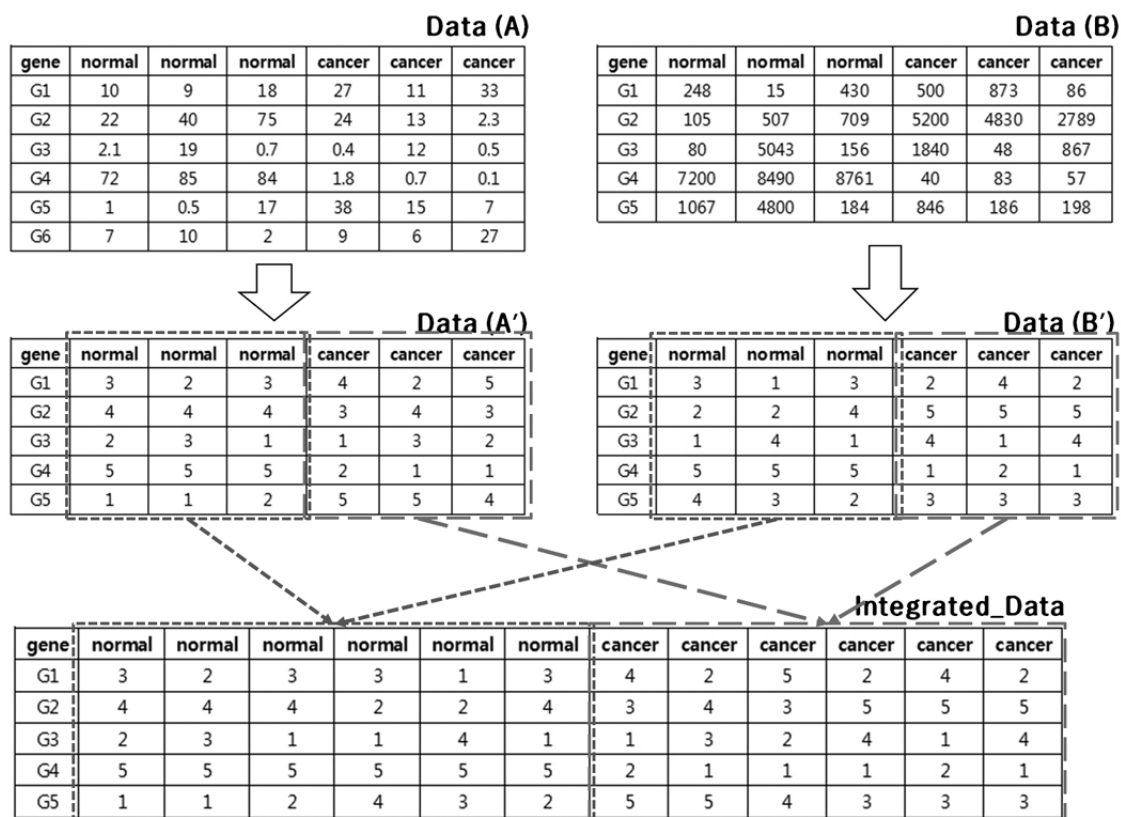 Data (A)
gene normal normal normal cancer cancer cancer
G1 10 9 18 27 11 33
G2 22 40 75 24 13 2.3
G3 2.1 19 0.7 0.4 12 0.5
G4 72 85 84 1.8 0.7 0.1
G5 1 0.5 17 38 15 7
G6 7 10 2 9 6 27
Data (B)
gene normal normal normal cancer cancer cancer
G1 248 15 430 500 873 86
G2 105 507 709 5200 4830 2789
G3 80 5043 156 1840 48 867
G4 7200 8490 8761 40 83 57
G5 1067 4800 184 846 186 198
Data (A′)
gene normal normal normal cancer cancer cancer
G1 3 2 3 4 2 5
G2 4 4 4 3 4 3
G3 2 3 1 1 3 2
G4 5 5 5 2 1 1
G5 1 1 2 5 5 4
Data (B′)
gene normal normal normal cancer cancer cancer
G1 3 1 3 2 4 2
G2 2 2 4 5 5 5
G3 1 4 1 4 1 4
G4 5 5 5 1 2 1
G5 4 3 2 3 3 3
Integrated_Data
gene normal normal normal normal normal normal cancer cancer cancer cancer cancer cancer
G1 3 2 3 3 1 3 4 2 5 2 4 2
G2 4 4 4 2 2 4 3 4 3 5 5 5
G3 2 3 1 1 4 1 1 3 2 4 1 4
G4 5 5 5 5 5 5 2 1 1 1 2 1
G5 1 1 2 4 3 2 5 5 4 3 3 3